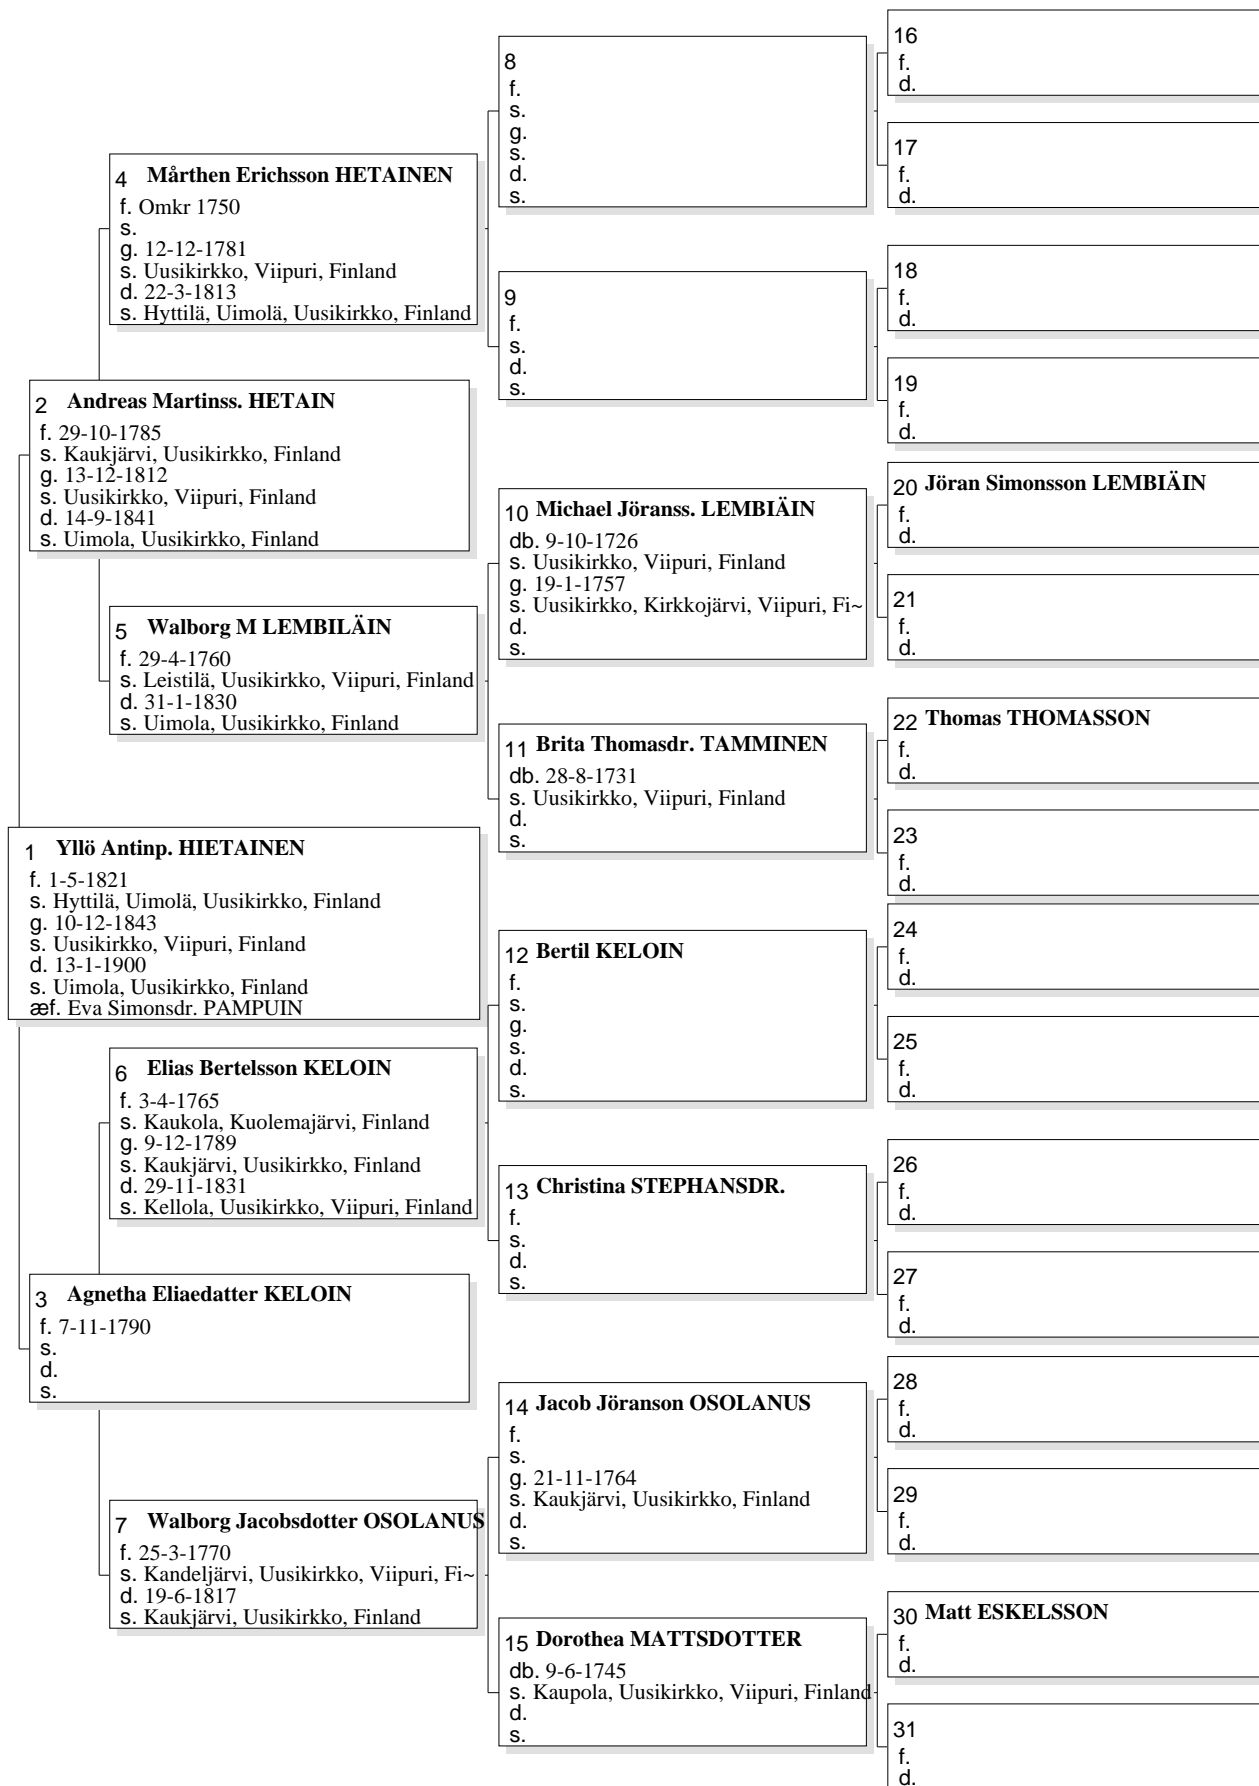 16
f.
d.
8
f.
s.
g.
s.
d.
s.
17
f.
d.
4 Mårthen Erichsson HETAINEN
f. Omkr 1750
s.
g. 12-12-1781
s. Uusikirkko, Viipuri, Finland
d. 22-3-1813
s. Hyttilä, Uimolä, Uusikirkko, Finland
18
f.
d.
9
f.
s.
d.
s.
19
f.
d.
2 Andreas Martinss. HETAIN
f. 29-10-1785
s. Kaukjärvi, Uusikirkko, Finland
g. 13-12-1812
s. Uusikirkko, Viipuri, Finland
d. 14-9-1841
s. Uimola, Uusikirkko, Finland
20 Jöran Simonsson LEMBIÄIN
f.
d.
10 Michael Jöranss. LEMBIÄIN
db. 9-10-1726
s. Uusikirkko, Viipuri, Finland
g. 19-1-1757
s. Uusikirkko, Kirkkojärvi, Viipuri, Fi~
d.
s.
21
f.
d.
5 Walborg M LEMBILÄIN
f. 29-4-1760
s. Leistilä, Uusikirkko, Viipuri, Finland
d. 31-1-1830
s. Uimola, Uusikirkko, Finland
22 Thomas THOMASSON
f.
d.
11 Brita Thomasdr. TAMMINEN
db. 28-8-1731
s. Uusikirkko, Viipuri, Finland
d.
s.
23
f.
d.
1 Yllö Antinp. HIETAINEN
f. 1-5-1821
s. Hyttilä, Uimolä, Uusikirkko, Finland
g. 10-12-1843
s. Uusikirkko, Viipuri, Finland
d. 13-1-1900
s. Uimola, Uusikirkko, Finland
æf. Eva Simonsdr. PAMPUIN
24
f.
d.
12 Bertil KELOIN
f.
s.
g.
s.
d.
s.
25
f.
d.
6 Elias Bertelsson KELOIN
f. 3-4-1765
s. Kaukola, Kuolemajärvi, Finland
g. 9-12-1789
s. Kaukjärvi, Uusikirkko, Finland
d. 29-11-1831
s. Kellola, Uusikirkko, Viipuri, Finland
26
f.
d.
13 Christina STEPHANSDR.
f.
s.
d.
s.
27
f.
d.
3 Agnetha Eliaedatter KELOIN
f. 7-11-1790
s.
d.
s.
28
f.
d.
14 Jacob Jöranson OSOLANUS
f.
s.
g. 21-11-1764
s. Kaukjärvi, Uusikirkko, Finland
d.
s.
29
f.
d.
7 Walborg Jacobsdotter OSOLANUS
f. 25-3-1770
s. Kandeljärvi, Uusikirkko, Viipuri, Fi~
d. 19-6-1817
s. Kaukjärvi, Uusikirkko, Finland
30 Matt ESKELSSON
f.
d.
15 Dorothea MATTSDOTTER
db. 9-6-1745
s. Kaupola, Uusikirkko, Viipuri, Finland
d.
s.
31
f.
d.